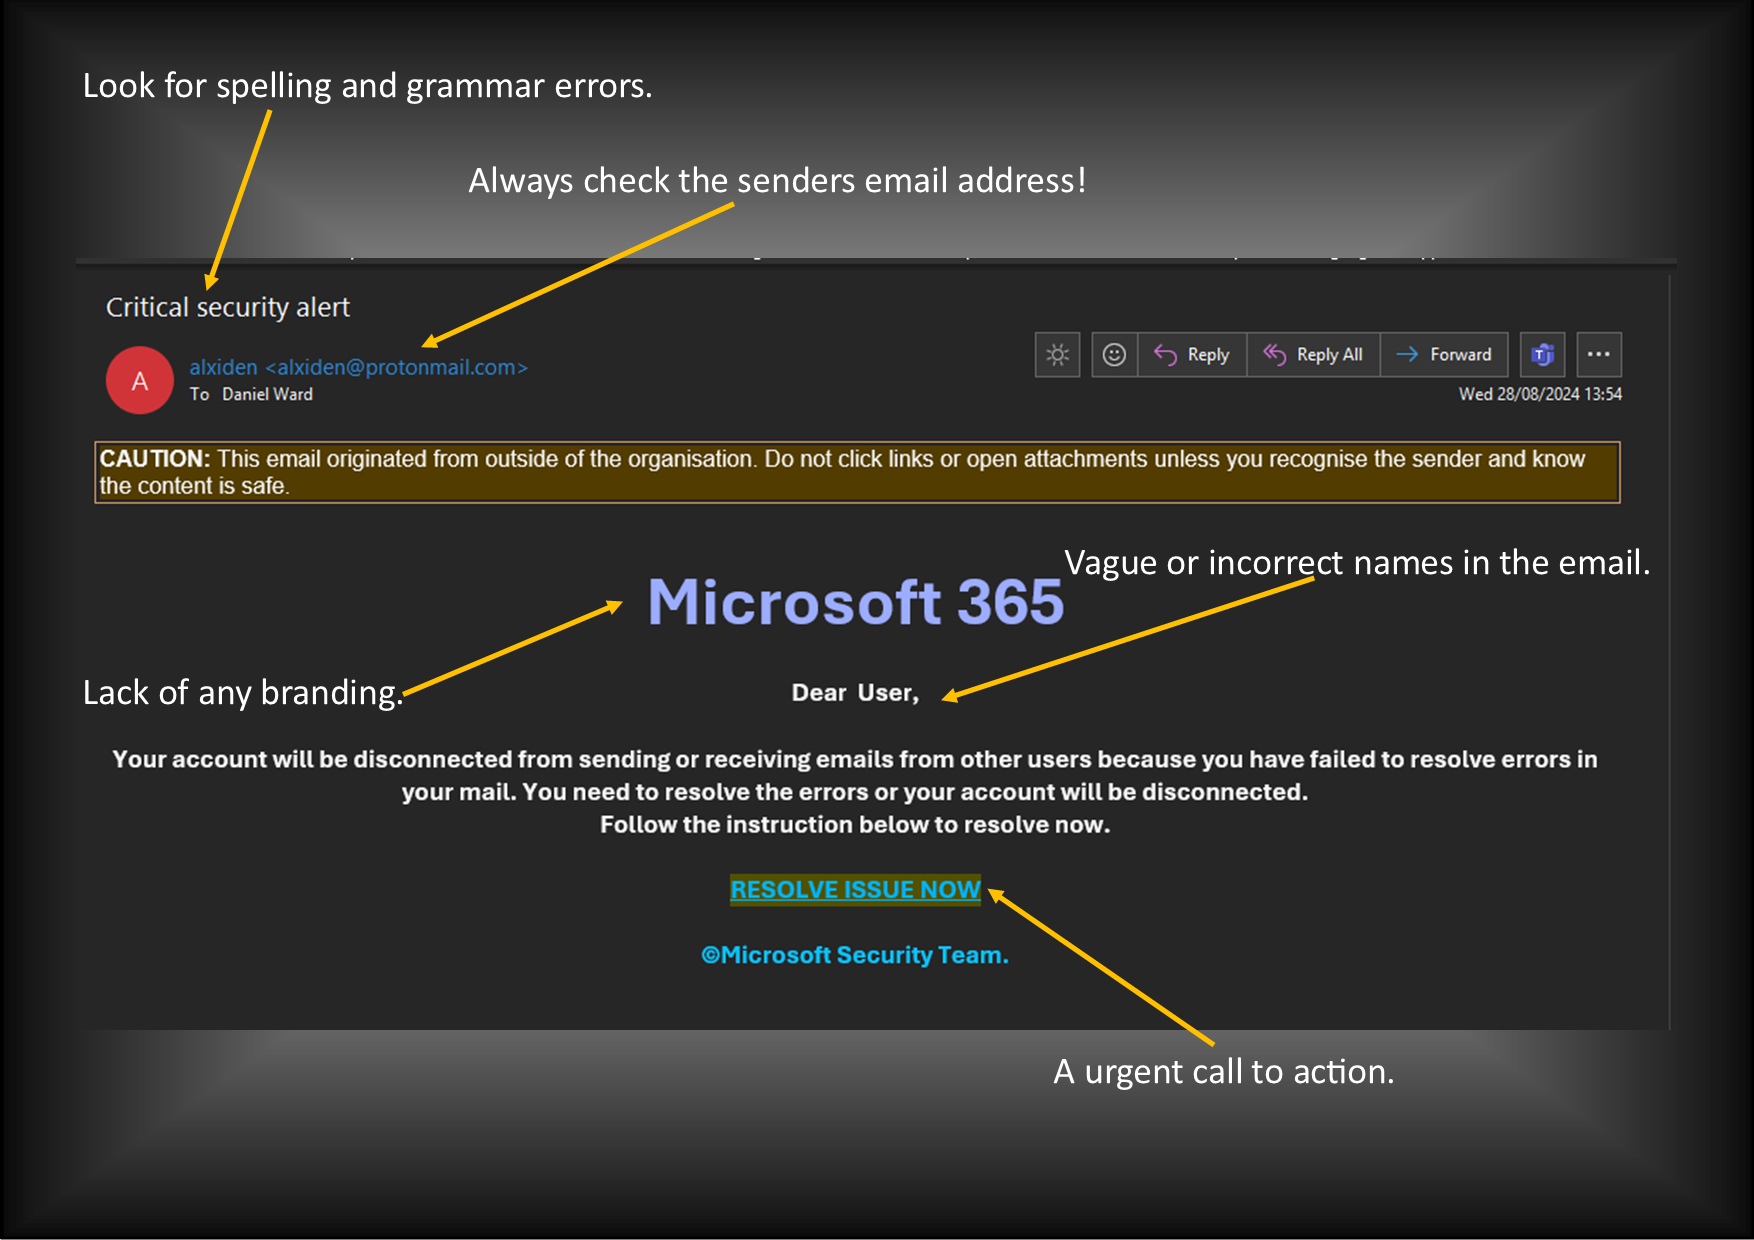 Look for spelling and grammar errors.
Always check the senders email address!
Critical security alert
A
alxiden <alxiden@protonmail.com>
To Daniel Ward
Reply
Reply All
Forward
Wed 28/08/2024 13:54
CAUTION: This email originated from outside of the organisation. Do not click links or open attachments unless you recognise the sender and know
the content is safe.
Vague or incorrect names in the email.
Microsoft 365
Lack of any branding.
Dear User,
Your account will be disconnected from sending or receiving emails from other users because you have failed to resolve errors in
your mail. You need to resolve the errors or your account will be disconnected.
Follow the instruction below to resolve now.
RESOLVE ISSUE NOW
©Microsoft Security Team.
A urgent call to action.